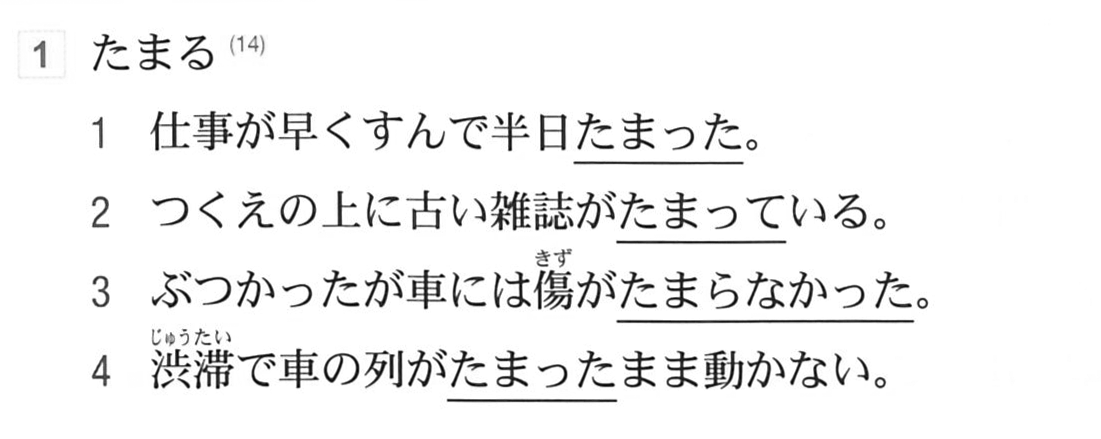 1 たまる (14)
1 仕事が早くすんで半日たまった。
2 つくえの上に古い雑誌がたまっている。
きず
3 ぶつかったが車には傷がたまらなかった。
じゅうたい
4 渋滞で車の列がたまったまま動かない。